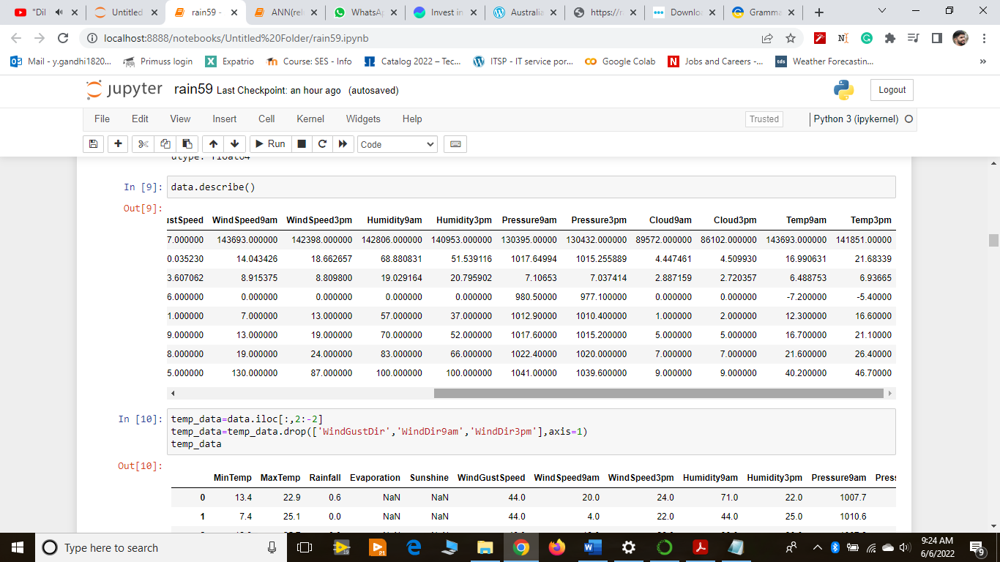 "Dil
Untitled
rain59 -
ANN(rel
WhatsAp
Invest in
Australia
https://r
Downlo
Gramma
localhost:8888/notebooks/Untitled%20Folder/rain59.ipynb
Mail - y.gandhi1820... Primuss login Expatrio Course: SES - Info Catalog 2022 – Tec... ITSP - IT service por... Google Colab Jobs and Careers -... Weather Forecastin... »
jupyter rain59 Last Checkpoint: an hour ago (autosaved) Logout
File Edit View Insert Cell Kernel Widgets Help Trusted Python 3 (ipykernel)
Run Code
dtype: float64
In [9]: data.describe()
Out[9]:
ustSpeed WindSpeed9am WindSpeed3pm Humidity9am Humidity3pm Pressure9am Pressure3pm Cloud9am Cloud3pm Temp9am Temp3pm
7.000000 143693.000000 142398.000000 142806.000000 140953.000000 130395.00000 130432.000000 89572.000000 86102.000000 143693.000000 141851.00000
0.035230 14.043426 18.662657 68.880831 51.539116 1017.64994 1015.255889 4.447461 4.509930 16.990631 21.68339
3.607062 8.915375 8.809800 19.029164 20.795902 7.10653 7.037414 2.887159 2.720357 6.488753 6.93665
6.000000 0.000000 0.000000 0.000000 0.000000 980.50000 977.100000 0.000000 0.000000 -7.200000 -5.40000
1.000000 7.000000 13.000000 57.000000 37.000000 1012.90000 1010.400000 1.000000 2.000000 12.300000 16.60000
9.000000 13.000000 19.000000 70.000000 52.000000 1017.60000 1015.200000 5.000000 5.000000 16.700000 21.10000
8.000000 19.000000 24.000000 83.000000 66.000000 1022.40000 1020.000000 7.000000 7.000000 21.600000 26.40000
5.000000 130.000000 87.000000 100.000000 100.000000 1041.00000 1039.600000 9.000000 9.000000 40.200000 46.70000
In [10]: temp_data=data.iloc[:,2:-2]
temp_data=temp_data.drop(['WindGustDir','WindDir9am','WindDir3pm'],axis=1)
temp_data
Out[10]:
MinTemp MaxTemp Rainfall Evaporation Sunshine WindGustSpeed WindSpeed9am WindSpeed3pm Humidity9am Humidity3pm Pressure9am Press
0 13.4 22.9 0.6 NaN NaN 44.0 20.0 24.0 71.0 22.0 1007.7
1 7.4 25.1 0.0 NaN NaN 44.0 4.0 22.0 44.0 25.0 1010.6
Type here to search
9:24 AM
6/6/2022
9